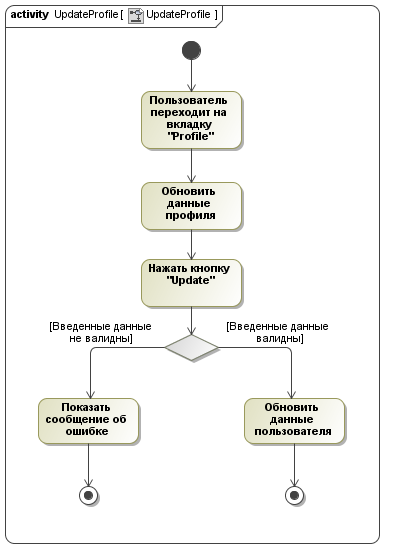 activity UpdateProfile [ UpdateProfile ]
Пользователь
переходит на
вкладку
"Profile"
Обновить
данные
профиля
Нажать кнопку
"Update"
[Введенные данные
не валидны]
[Введенные данные
валидны]
Показать
сообщение об
ошибке
Обновить
данные
пользователя